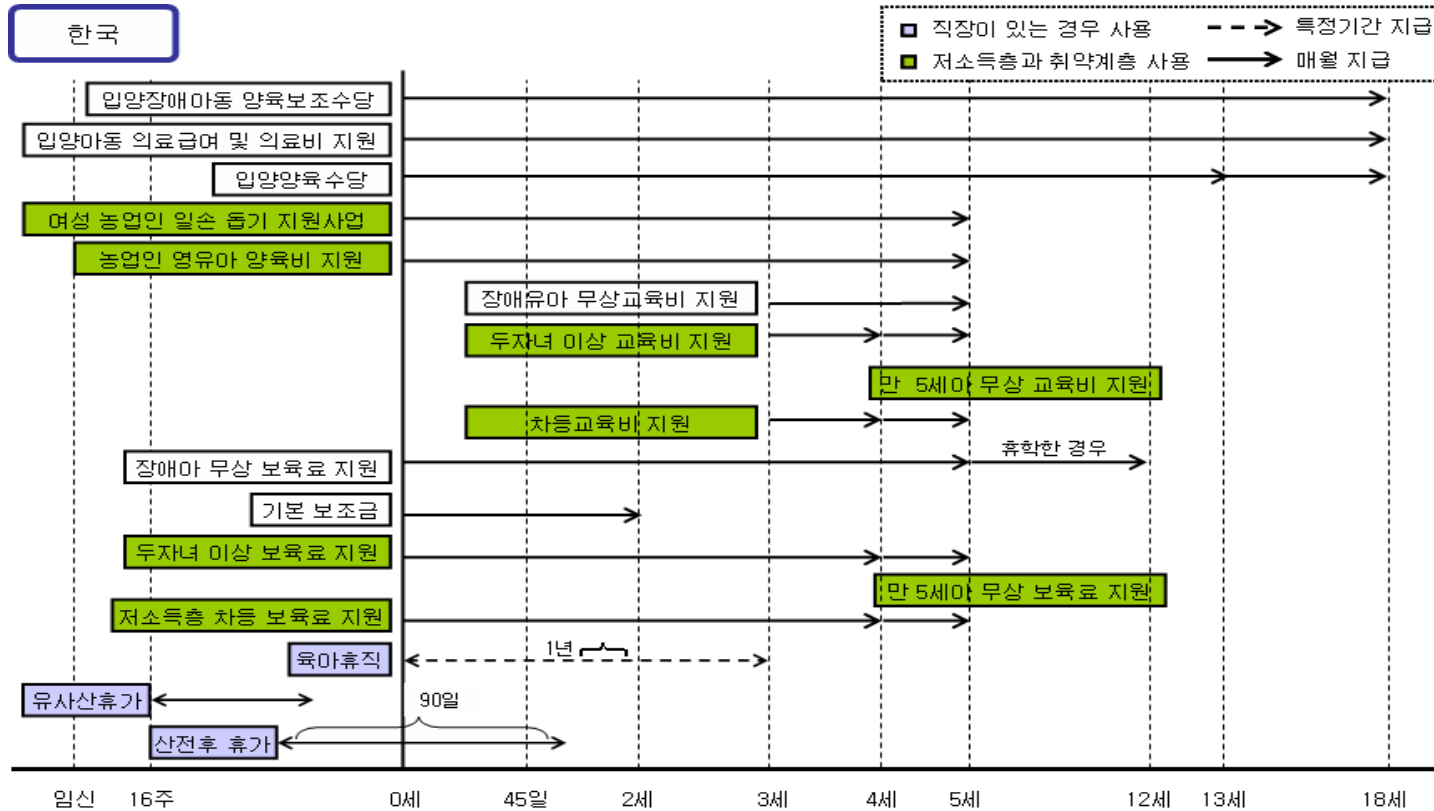 한국
직장이 있는 경우 사용
특정기간 지급
저소득층과 취약계층 사용
매월 지급
입양장애아동 양육보조수당
입양아동 의료급여 및 의료비 지원
입양양육수당
여성 농업인 일손 돕기 지원사업
농업인 영유아 양육비 지원
장애유아 무상교육비 지원
두자녀 이상 교육비 지원
만 5세아 무상 교육비 지원
차등교육비 지원
장애아 무상 보육료 지원
휴학한 경우
기본 보조금
두자녀 이상 보육료 지원
만 5세아 무상 보육료 지원
저소득층 차등 보육료 지원
육아휴직
1년
유사산휴가
90일
산전후 휴가
임신 16주 0세 45일 2세 3세 4세 5세 12세 13세 18세